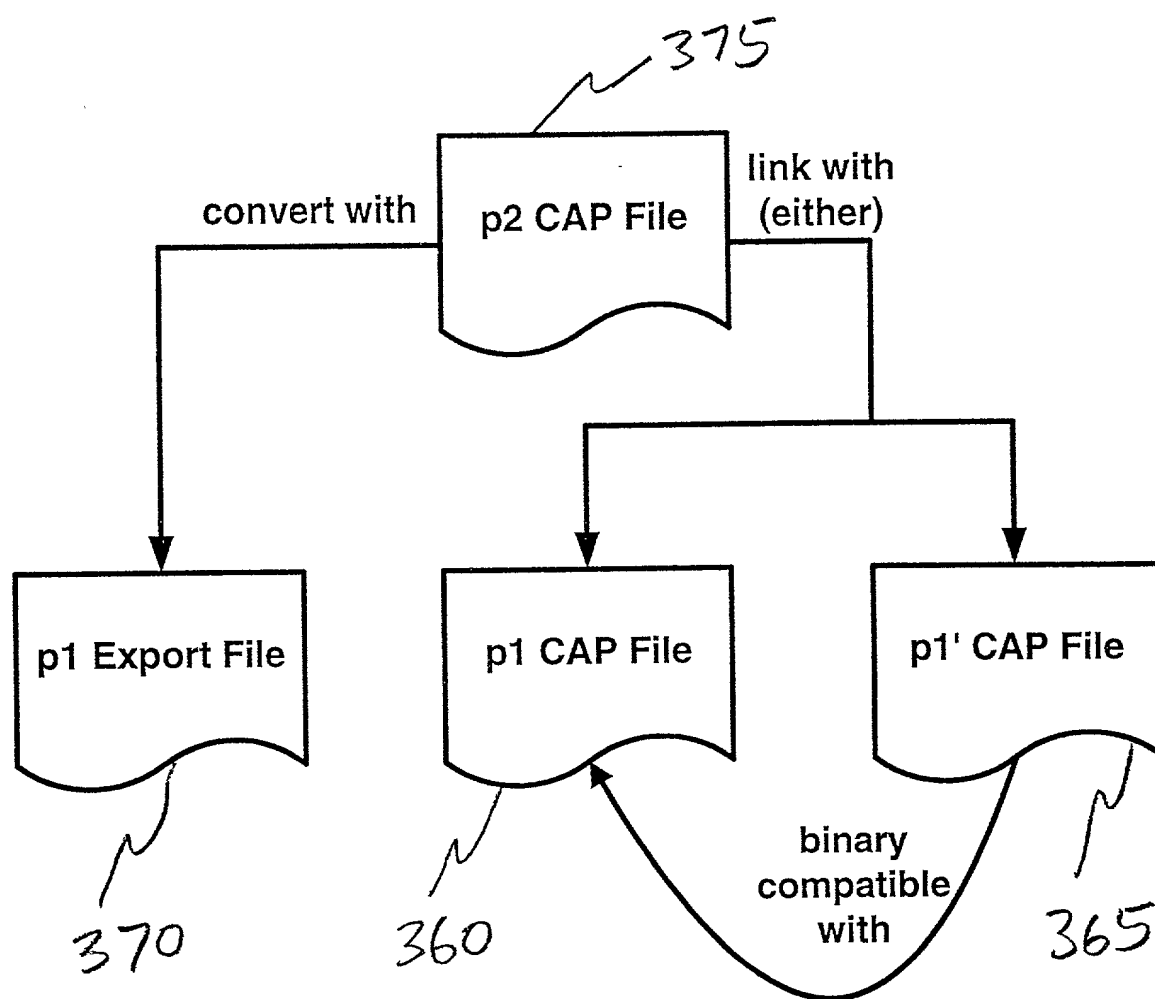 375
convert with
p2 CAP File
link with
(either)
p1 Export File
p1 CAP File
p1' CAP File
binary
compatible
with
370
360
365